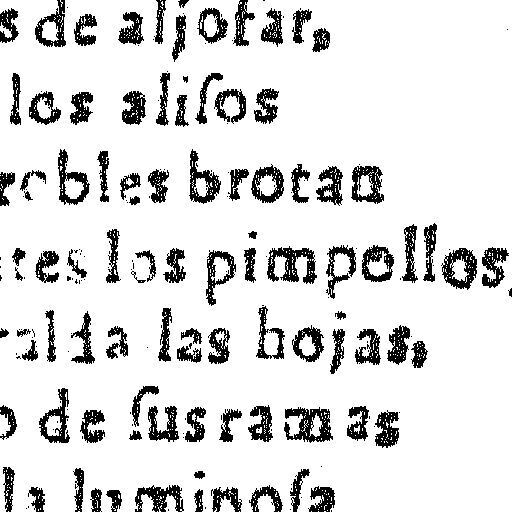 s de aljofar,
los aliſos
robles brotan
tes los pimpollos,
ralda las hojas,
o de ſus ramas
la luminoſa